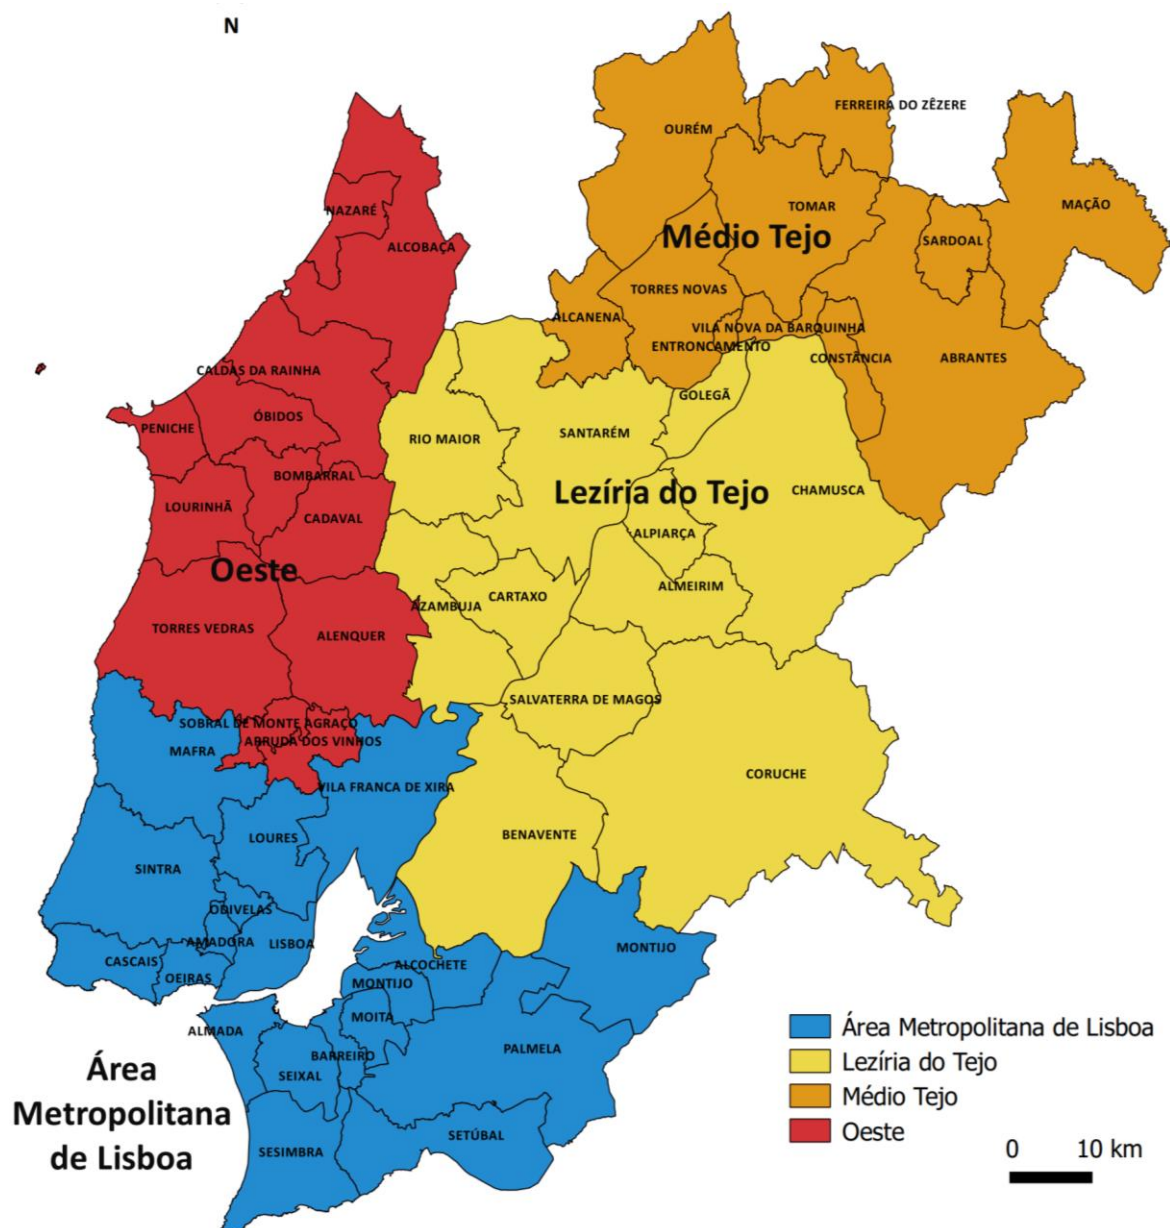 N
FERREIRA DO ZÊZERE
OURÉM
TOMAR
MAÇÃO
NAZARÉ
Médio Tejo
SARDOAL
ALCOBAÇA
TORRES NOVAS
ALCANENA
VILA NOVA DA BARQUINHA
ENTRONCAMENTO
CONSTÂNCIA
ABRANTES
CALDAS DA RAINHA
GOLEGÃ
ÓBIDOS
PENICHE
RIO MAIOR
SANTARÉM
BOMBARRAL
Lezíria do Tejo
CHAMUSCA
LOURINHÃ
CADAVAL
ALPIARÇA
Oeste
ALMEIRIM
CARTAXO
AZAMBUJA
TORRES VEDRAS
ALENQUER
SALVATERRA DE MAGOS
SOBRAL DE MONTE AGRAÇO
ARRUDA DOS VINHOS
MAFRA
CORUCHE
VILA FRANCA DE XIRA
BENAVENTE
LOURES
SINTRA
ODIVELAS
AMADORA
LISBOA
MONTIJO
CASCAIS
ALCOCHETE
OEIRAS
MONTIJO
MOITA
ALMADA
PALMELA
BARREIRO
SEIXAL
Área
Metropolitana
de Lisboa
SETÚBAL
SESIMBRA
Área Metropolitana de Lisboa
Lezíria do Tejo
Médio Tejo
Oeste
0 10 km